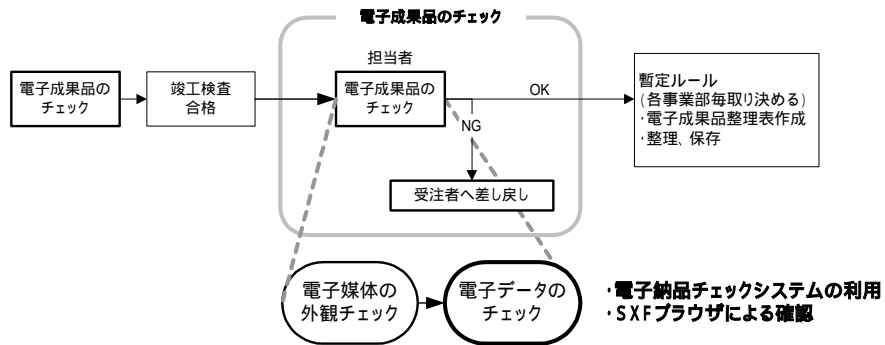 電子成果品のチェック
担当者
電子成果品の
チェック
竣工検査
合格
電子成果品の
チェック
OK
NG
受注者へ差し戻し
暫定ルール
(各事業部毎取り決める)
・電子成果品整理表作成
・整理、保存
電子媒体の
外観チェック
電子データの
チェック
・電子納品チェックシステムの利用
・SXFブラウザによる確認